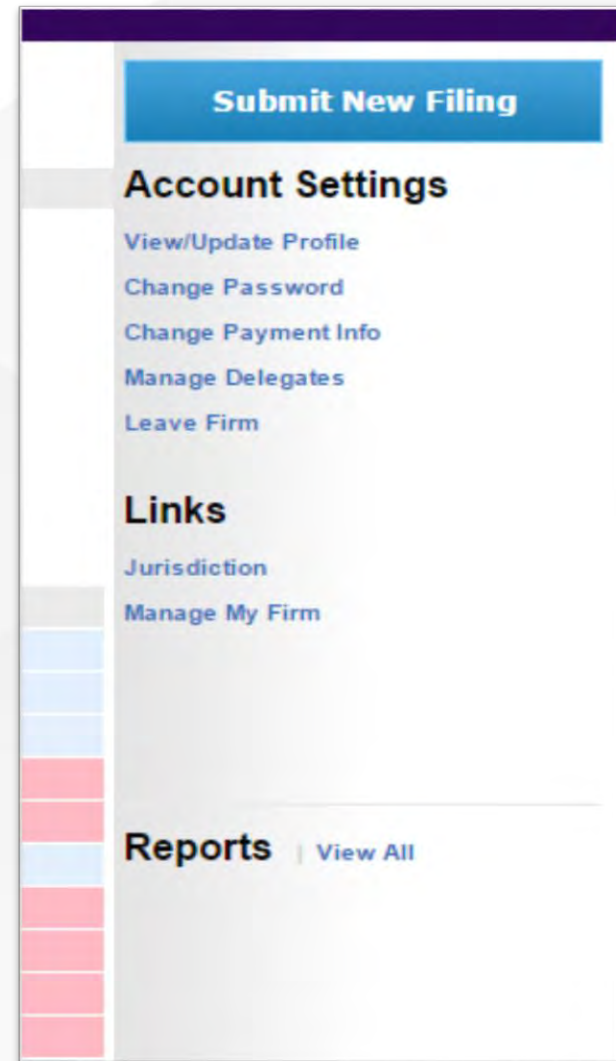 Submit New Filing
Account Settings
View/Update Profile
Change Password
Change Payment Info
Manage Delegates
Leave Firm
Links
Jurisdiction
Manage My Firm
Reports | View All